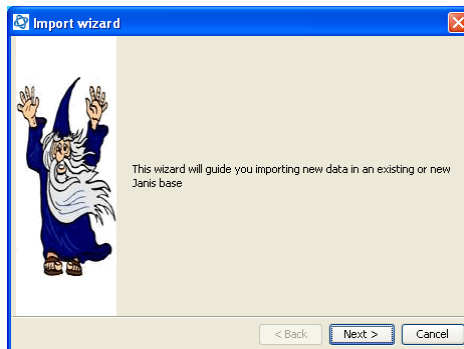 Import wizard
This wizard will guide you importing new data in an existing or new
Janis base
< Back Next > Cancel